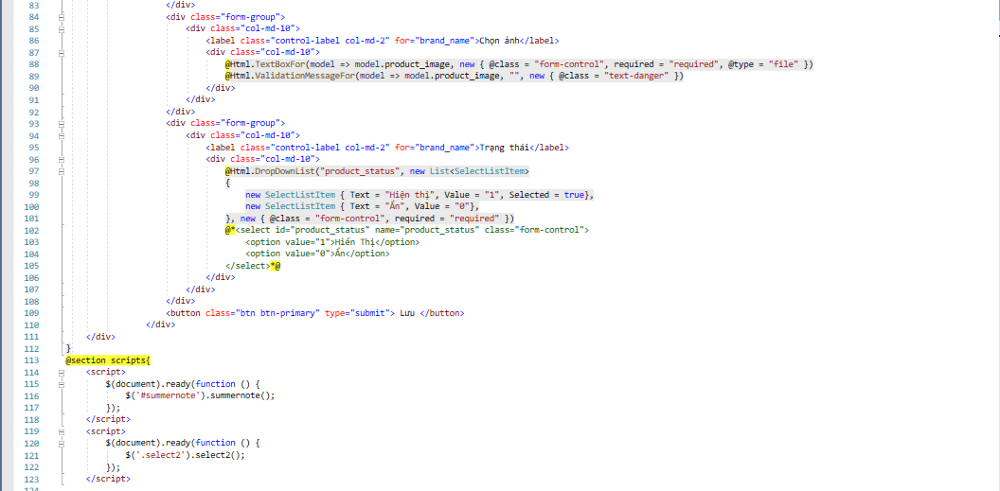 83 </div>
84 <div class="form-group">
85 <div class="col-md-10">
86 <label class="control-label col-md-2" for="brand_name">Chọn ảnh</label>
87 <div class="col-md-10">
88 @Html.TextBoxFor(model => model.product_image, new { @class = "form-control", required = "required", @type = "file" })
89 @Html.ValidationMessageFor(model => model.product_image, "", new { @class = "text-danger" })
90 </div>
91 </div>
92 </div>
93 <div class="form-group">
94 <div class="col-md-10">
95 <label class="control-label col-md-2" for="brand_name">Trạng thái</label>
96 <div class="col-md-10">
97 @Html.DropDownList("product_status", new List<SelectListItem>
98 {
99 new SelectListItem { Text = "Hiện thị", Value = "1", Selected = true},
100 new SelectListItem { Text = "Ẩn", Value = "0"},
101 }, new { @class = "form-control", required = "required" })
102 @*<select id="product_status" name="product_status" class="form-control">
103 <option value="1">Hiển Thị</option>
104 <option value="0">Ẩn</option>
105 </select>*@
106 </div>
107 </div>
108 </div>
109 <button class="btn btn-primary" type="submit"> Lưu </button>
110 </div>
111 </div>
112 }
113 @section scripts{
114 <script>
115 $(document).ready(function () {
116 $('#summernote').summernote();
117 });
118 </script>
119 <script>
120 $(document).ready(function () {
121 $('.select2').select2();
122 });
123 </script>
124